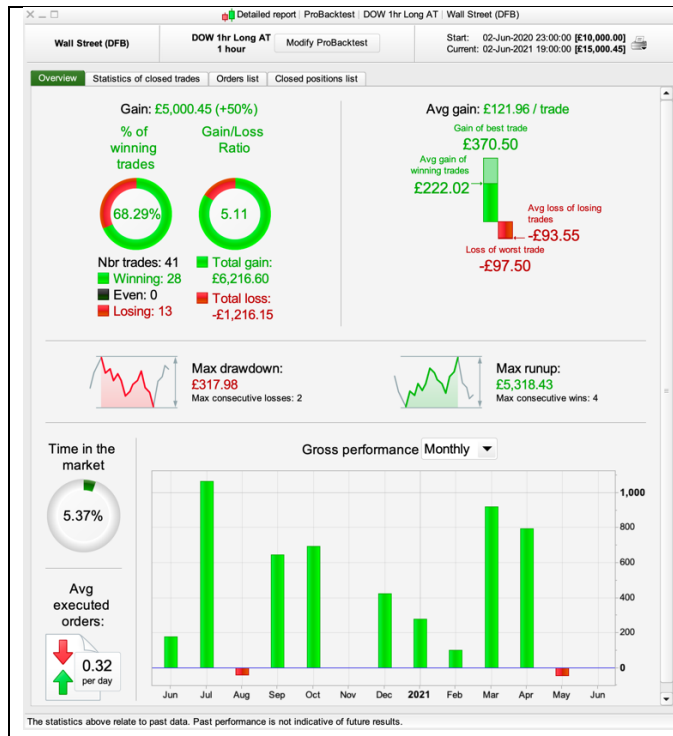 Detailed report | ProBacktest | DOW 1hr Long AT | Wall Street (DFB)
Wall Street (DFB)
DOW 1hr Long AT
1 hour
Modify ProBacktest
Start: 02-Jun-2020 23:00:00 [£10,000.00]
Current: 02-Jun-2021 19:00:00 [£15,000.45]
Overview
Statistics of closed trades
Orders list
Closed positions list
Gain: £5,000.45 (+50%)
% of
winning
trades
68.29%
Gain/Loss
Ratio
5.11
Nbr trades: 41
Winning: 28
Even: 0
Losing: 13
Total gain:
£6,216.60
Total loss:
-£1,216.15
Avg gain: £121.96 / trade
Gain of best trade
£370.50
Avg gain of
winning trades
£222.02
Avg loss of losing
trades
-£93.55
Loss of worst trade
-£97.50
Max drawdown:
£317.98
Max consecutive losses: 2
Max runup:
£5,318.43
Max consecutive wins: 4
Time in the
market
5.37%
Avg
executed
orders:
0.32
per day
Gross performance Monthly
1,000
800
600
400
200
0
Jun Jul Aug Sep Oct Nov Dec 2021 Feb Mar Apr May Jun
The statistics above relate to past data. Past performance is not indicative of future results.